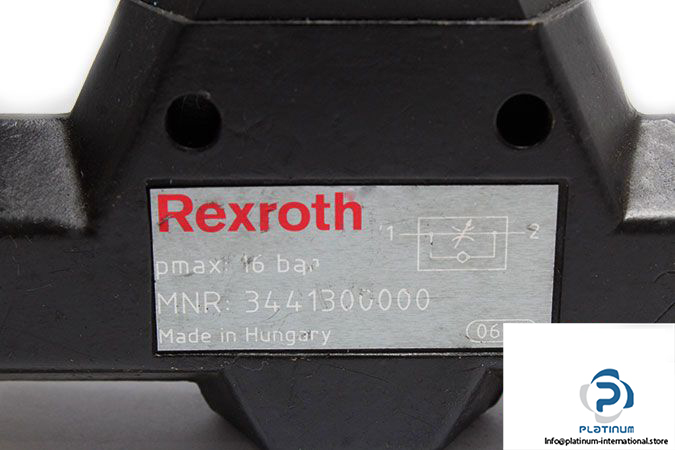 Rexroth
1 2
pmax: 16 bar
MNR: 3441300000
Made in Hungary
06
PLATINUM
Info@platinum-international.store